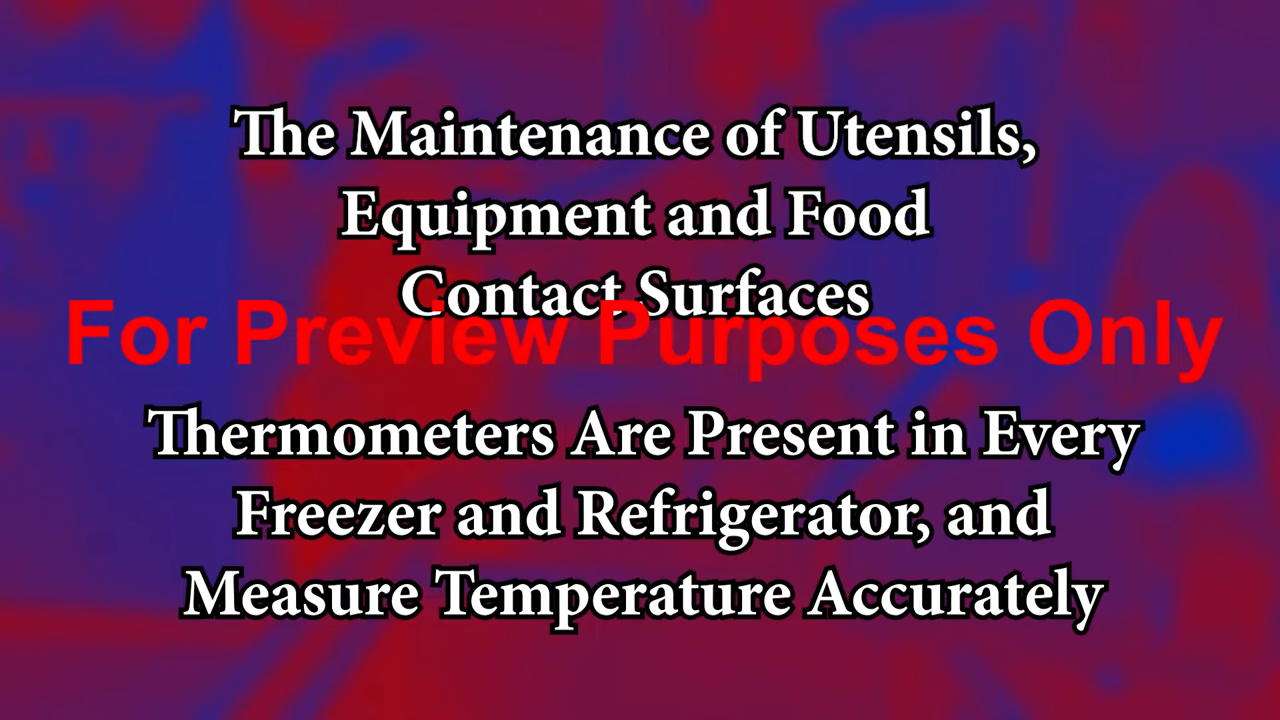 The Maintenance of Utensils,
Equipment and Food
Contact Surfaces
For Preview Purposes Only
Thermometers Are Present in Every
Freezer and Refrigerator, and
Measure Temperature Accurately